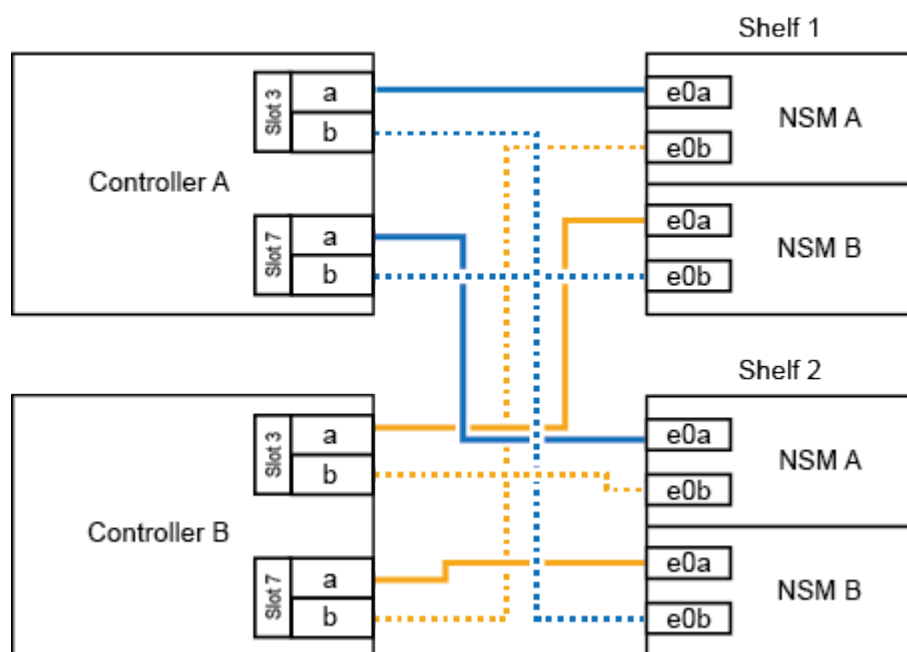 Shelf 1
Slot 3
a
b
Controller A
Slot 7
a
b
e0a
e0b
NSM A
e0a
e0b
NSM B
Shelf 2
Slot 3
a
b
Controller B
Slot 7
a
b
e0a
e0b
NSM A
e0a
e0b
NSM B